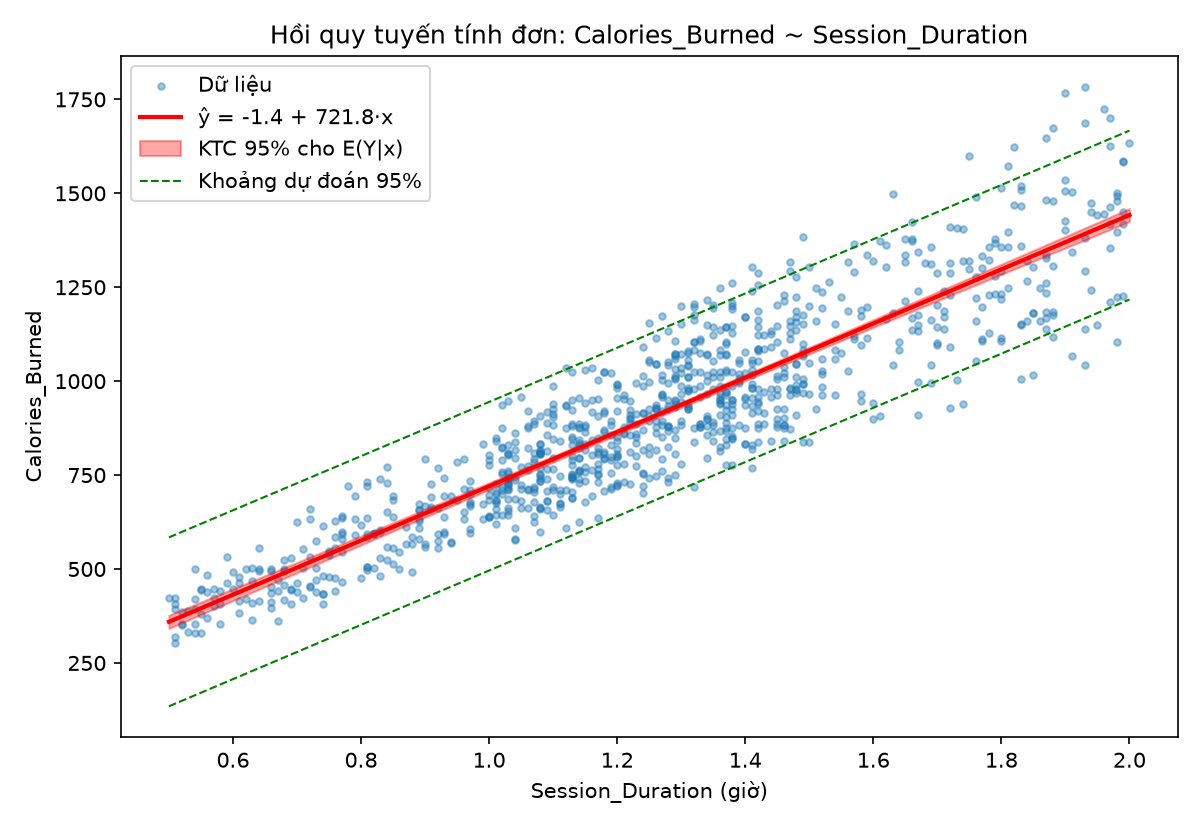 Hồi quy tuyến tính đơn: Calories_Burned ~ Session_Duration
Dữ liệu
ŷ = -1.4 + 721.8·x
KTC 95% cho E(Y|x)
Khoảng dự đoán 95%
1750
1500
1250
1000
750
500
250
Calories_Burned
0.6 0.8 1.0 1.2 1.4 1.6 1.8 2.0
Session_Duration (giờ)